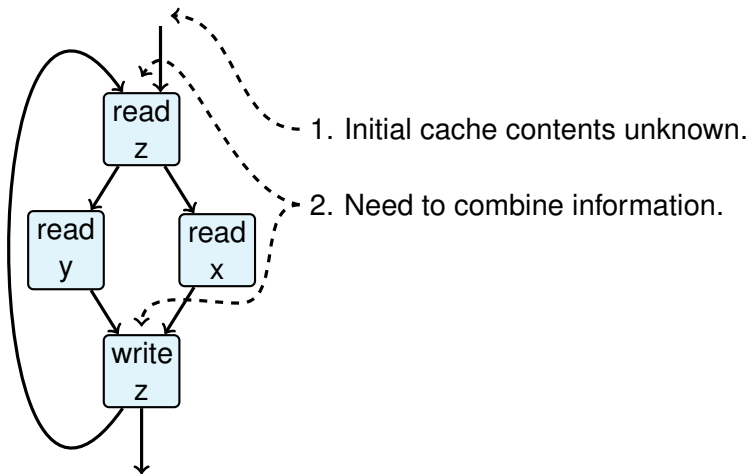 read
z
1. Initial cache contents unknown.
2. Need to combine information.
read
y
read
x
write
z